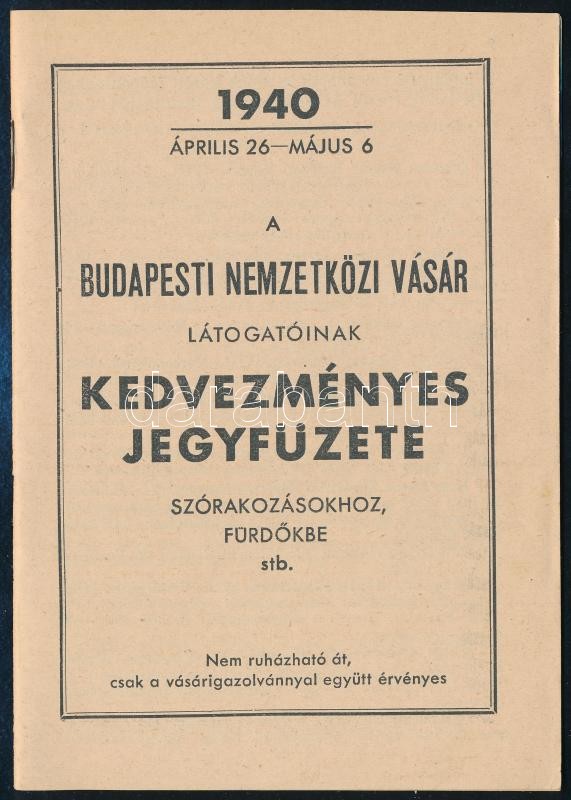 1940
ÁPRILIS 26—MÁJUS 6
A
BUDAPESTI NEMZETKÖZI VÁSÁR
LÁTOGATÓINAK
KEDVEZMÉNYES
darabanth
JEGYFÜZETE
SZÓRAKOZÁSOKHOZ,
FÜRDŐKBE
stb.
Nem ruházható át,
csak a vásárigazolvánnyal együtt érvényes